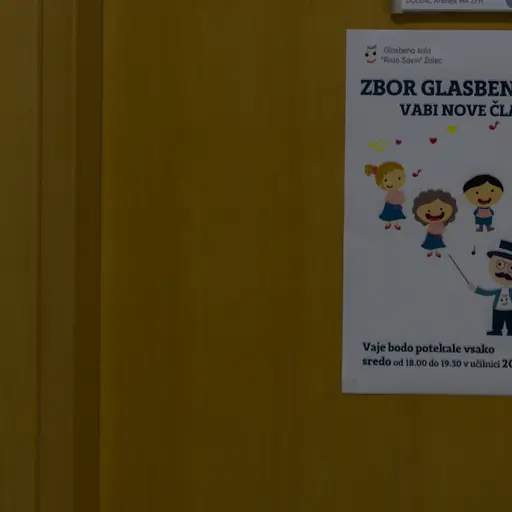 Glasbena šola
"Risto Savin" Žalec
ZBOR GLASBEN
VABI NOVE ČLA
Vaje bodo potekale vsako
sredo od 18.00 do 19.30 v učilnici 20